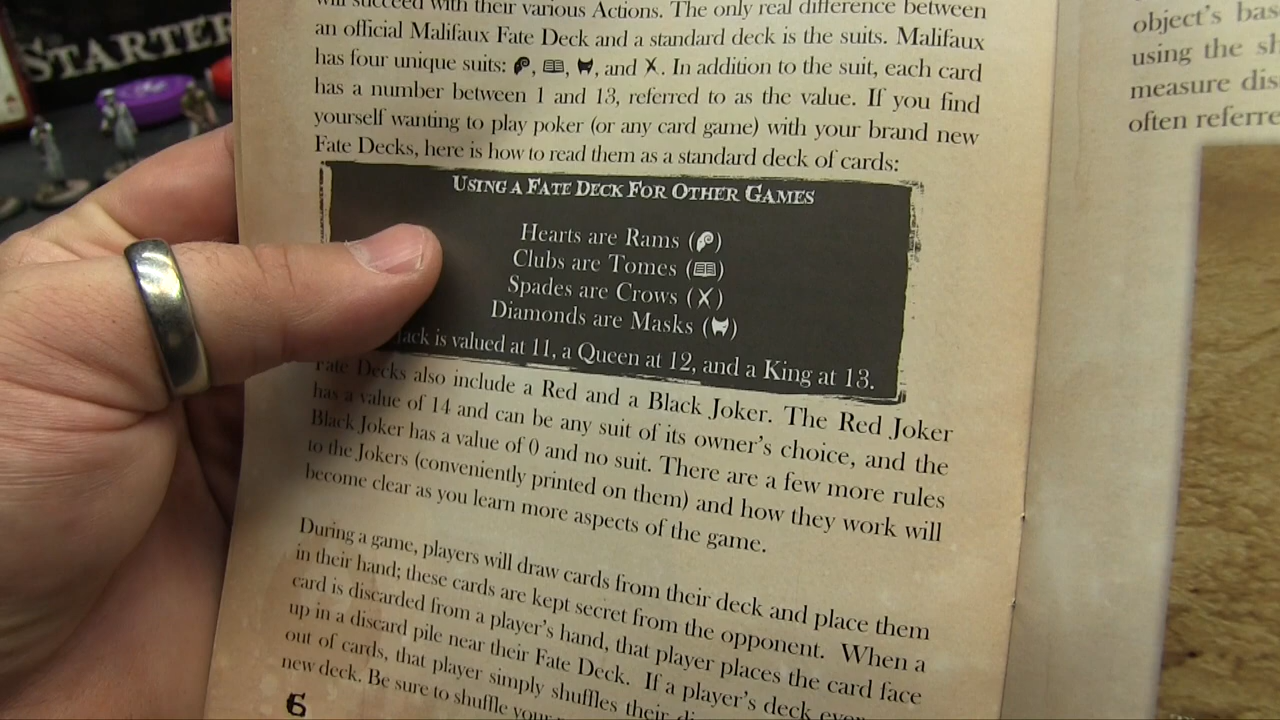 STARTER
will succeed with their various Actions. The only real difference between
an official Malifaux Fate Deck and a standard deck is the suits. Malifaux
has four unique suits: , , , and . In addition to the suit, each card
has a number between 1 and 13, referred to as the value. If you find
yourself wanting to play poker (or any card game) with your brand new
Fate Decks, here is how to read them as a standard deck of cards:
USING A FATE DECK FOR OTHER GAMES
Hearts are Rams ()
Clubs are Tomes ()
Spades are Crows ()
Diamonds are Masks ()
Jack is valued at 11, a Queen at 12, and a King at 13.
Fate Decks also include a Red and a Black Joker. The Red Joker
has a value of 14 and can be any suit of its owner's choice, and the
Black Joker has a value of 0 and no suit. There are a few more rules
to the Jokers (conveniently printed on them) and how they work will
become clear as you learn more aspects of the game.
During a game, players will draw cards from their deck and place them
in their hand; these cards are kept secret from the opponent. When a
card is discarded from a player's hand, that player places the card face
up in a discard pile near their Fate Deck. If a player's deck ever
out of cards, that player simply shuffles their
new deck. Be sure to shuffle your
6
object's
using the
measure
often